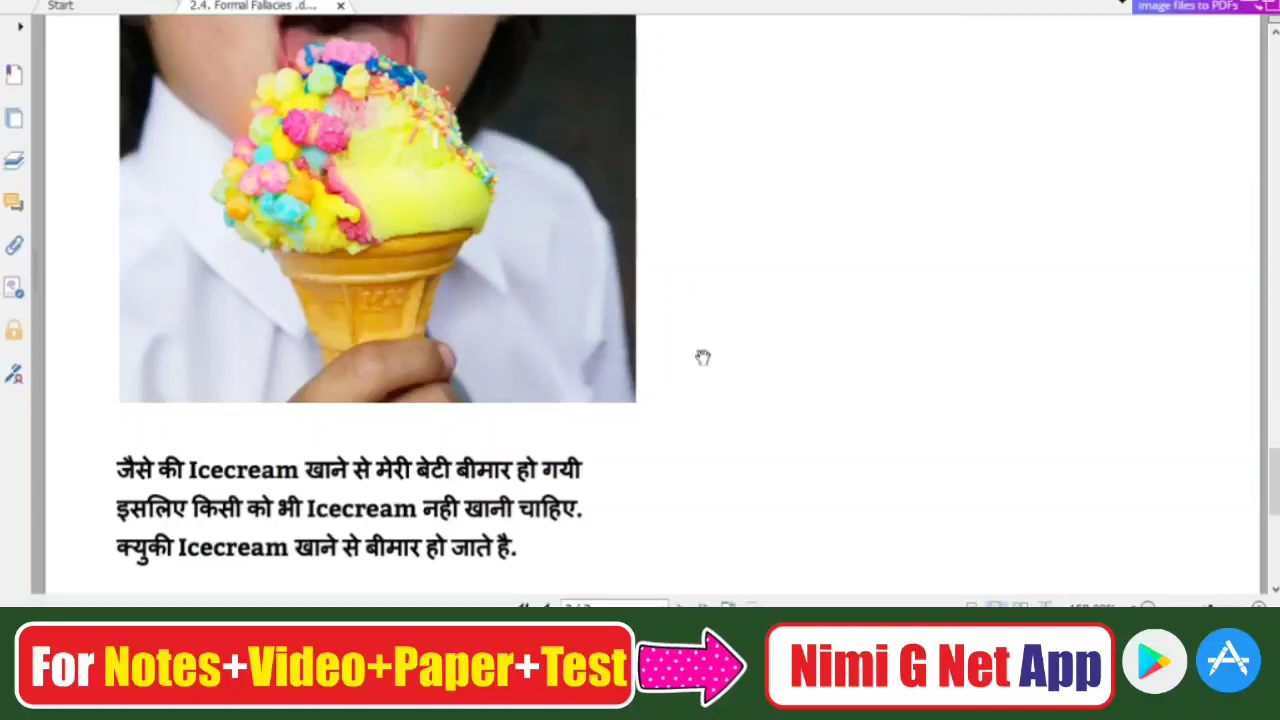 Start
2.4. Formal Fallacies .d...
image files to PDFs
जैसे की Icecream खाने से मेरी बेटी बीमार हो गयी
इसलिए किसी को भी Icecream नही खानी चाहिए.
क्युकी Icecream खाने से बीमार हो जाते है.
For Notes+Video+Paper+Test
Nimi G Net App